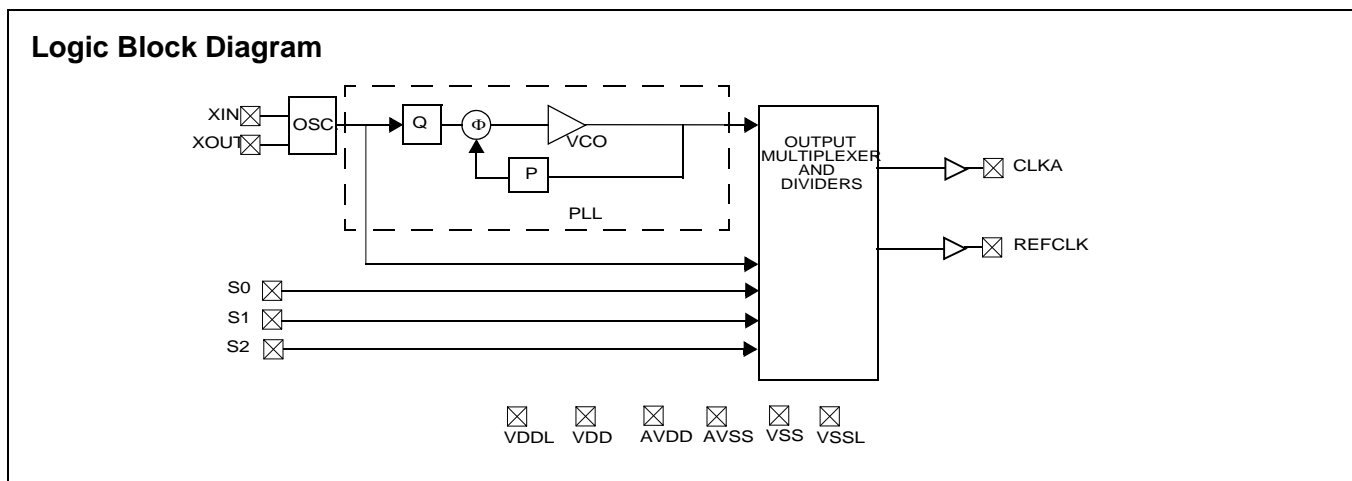 Logic Block Diagram
XIN
XOUT
OSC.
Q
Φ
VCO
P
PLL
OUTPUT
MULTIPLEXER
AND
DIVIDERS
CLKA
REFCLK
S0
S1
S2
VDDL
VDD
AVDD
AVSS
VSS
VSSL